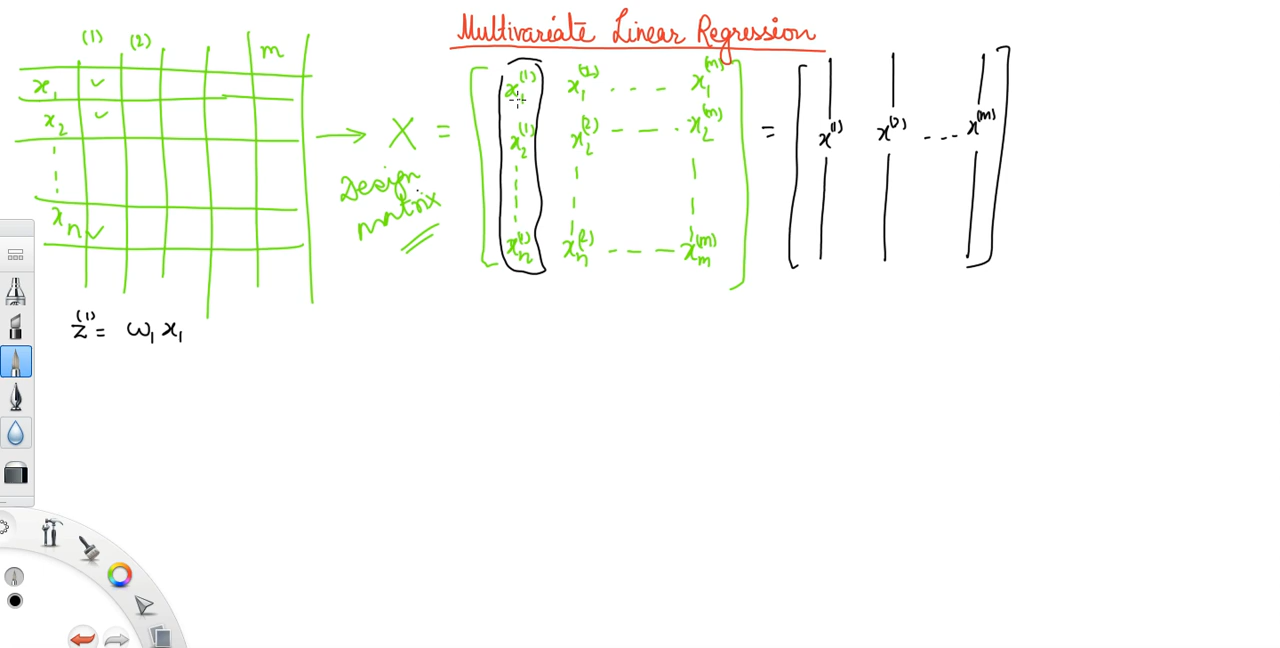 Multivariate Linear Regression
(1) (2) m
x₁ ✓
x₂ ✓
xₙ ✓
→ X = [ x₁⁽¹⁾ x₁⁽²⁾ .... x₁⁽ᵐ⁾
x₂⁽¹⁾ x₂⁽²⁾ ---. x₂⁽ᵐ⁾
xₙ⁽¹⁾ xₙ⁽²⁾ ---- xₘ⁽ᵐ⁾ ]
= [ x⁽¹⁾ x⁽²⁾ ... x⁽ᵐ⁾ ]
Design
matrix
z⁽¹⁾ = ω₁ x₁